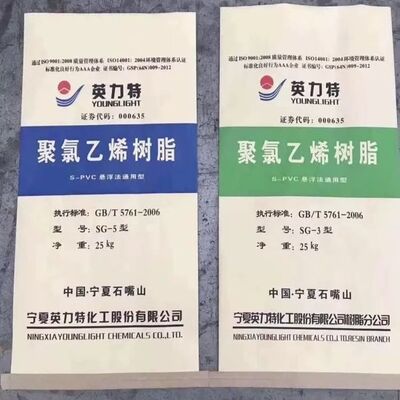 通过ISO9001:2008质量管理体系 ISO14001:2004环境管理体系认证
标准化良好行为AAA企业 证书编号:GSP(64N)009-2012
英力特
YOUNGLIGHT
证券代码:000635
聚氯乙烯树脂
S-PVC 悬浮法通用型
执行标准:GB/T 5761-2006
型 号:SG-5型
净 重:25kg
中国·宁夏石嘴山
宁夏英力特化工股份有限公司
NINGXIAYOUNGLIGHT CHEMICALS CO.,LTD.
通过ISO9001:2008质量管理体系 ISO14001:2004环境管理体系认证
标准化良好行为AAA企业 证书编号:GSP(64N)009-2012
英力特
YOUNGLIGHT
证券代码:000635
聚氯乙烯树脂
S-PVC 悬浮法通用型
执行标准:GB/T 5761-2006
型 号:SG-3型
净 重:25kg
中国·宁夏石嘴山
宁夏英力特化工股份有限公司树脂分公司
NINGXIAYOUNGLIGHT CHEMICALS CO.,LTD.RESIN BRANCH